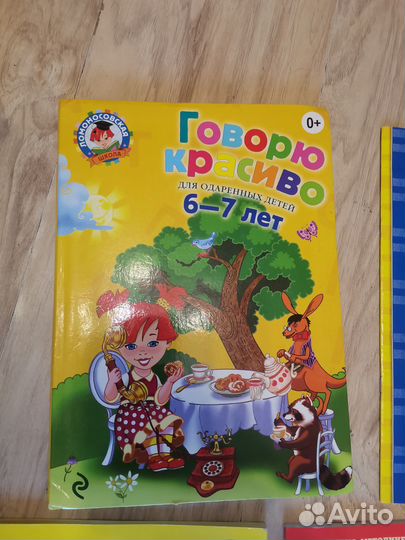 ЛОМОНОСОВСКАЯ
ШКОЛА
0+
Говорю
красиво
ДЛЯ ОДАРЕННЫХ ДЕТЕЙ
6—7 лет
Avito